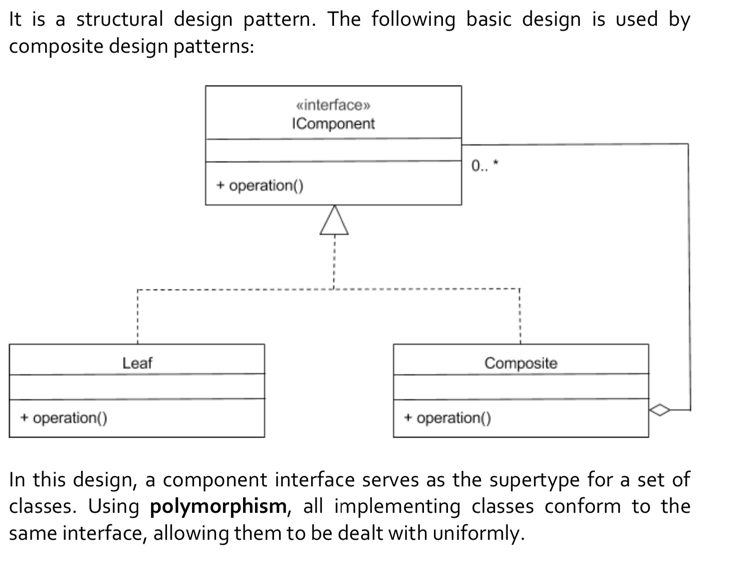 It is a structural design pattern. The following basic design is used by
composite design patterns:
«interface»
IComponent
0.. *
+ operation()
Leaf
Composite
+ operation()
+ operation()
In this design, a component interface serves as the supertype for a set of
classes. Using polymorphism, all implementing classes conform to the
same interface, allowing them to be dealt with uniformly.